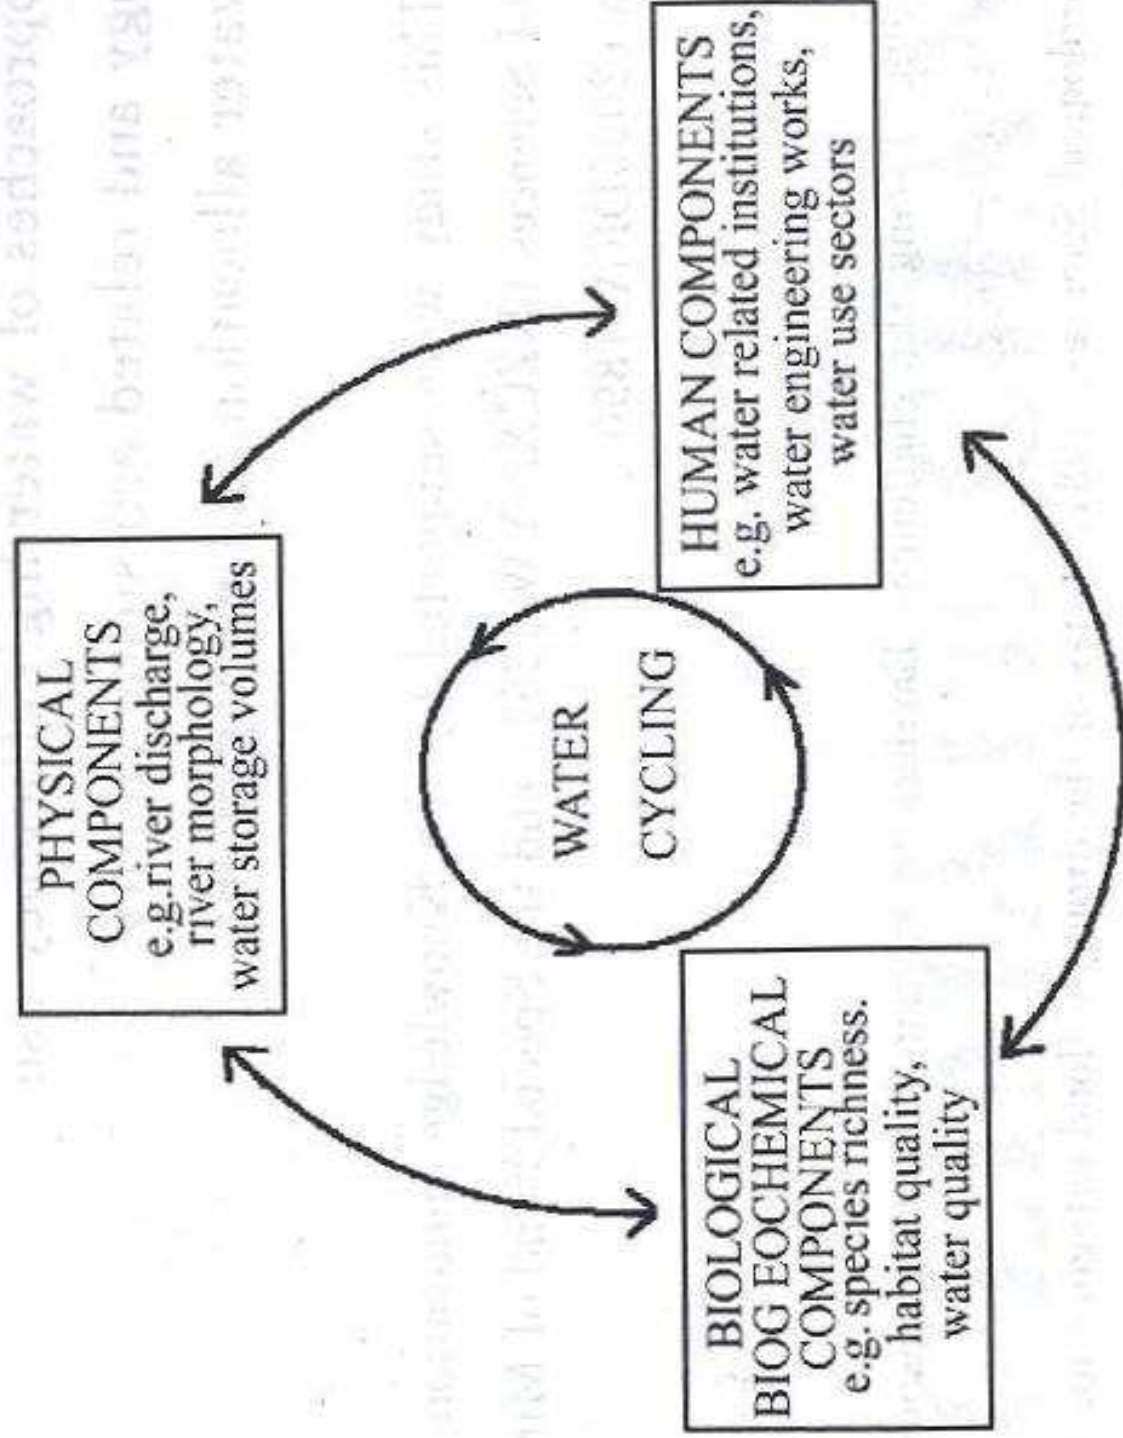 PHYSICAL
COMPONENTS
e.g.river discharge,
river morphology,
water storage volumes
WATER
CYCLING
BIOLOGICAL
BIOG EOCHEMICAL
COMPONENTS
e.g. species richness.
habitat quality,
water quality
HUMAN COMPONENTS
e.g. water related institutions,
water engineering works,
water use sectors